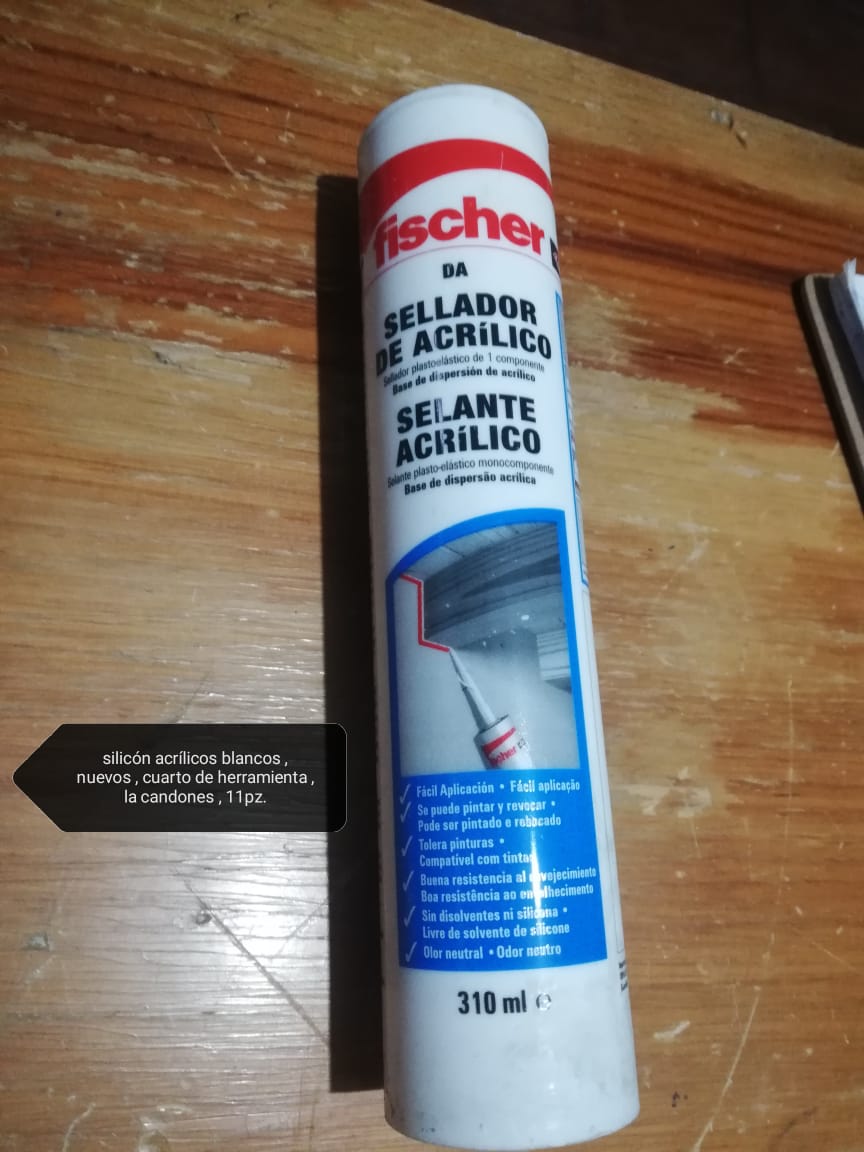 fischer
DA
SELLADOR
DE ACRÍLICO
Sellador plastoelástico de 1 componente
Base de dispersión de acrílico
SELANTE
ACRÍLICO
Selante plasto-elástico monocomponente
Base de dispersão acrílica
fischer
silicón acrílicos blancos ,
nuevos , cuarto de herramienta ,
la candones , 11pz.
Fácil Aplicación • Fácil aplicação
Se puede pintar y revocar •
Pode ser pintado e rebocado
Tolera pinturas •
Compatível com tintas
Buena resistencia al envejecimiento
Boa resistência ao envelhecimento
Sin disolventes ni silicona •
Livre de solvente de silicone
Olor neutral • Odor neutro
310 ml ℮